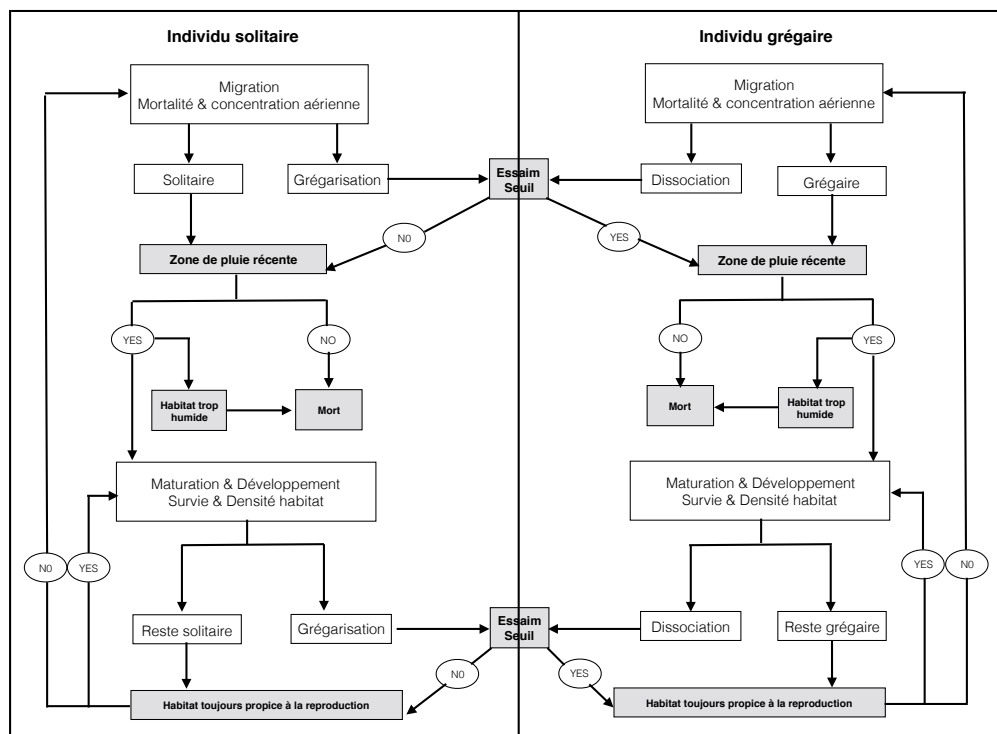 Individu solitaire
Individu grégaire
Migration
Mortalité & concentration aérienne
Migration
Mortalité & concentration aérienne
Solitaire
Grégarisation
Essaim
Seuil
Dissociation
Grégaire
N0
YES
Zone de pluie récente
Zone de pluie récente
YES
NO
NO
YES
Habitat trop
humide
Mort
Mort
Habitat trop
humide
Maturation & Développement
Survie & Densité habitat
Maturation & Développement
Survie & Densité habitat
N0
YES
YES
N0
Reste solitaire
Grégarisation
Essaim
Seuil
Dissociation
Reste grégaire
N0
YES
Habitat toujours propice à la reproduction
Habitat toujours propice à la reproduction